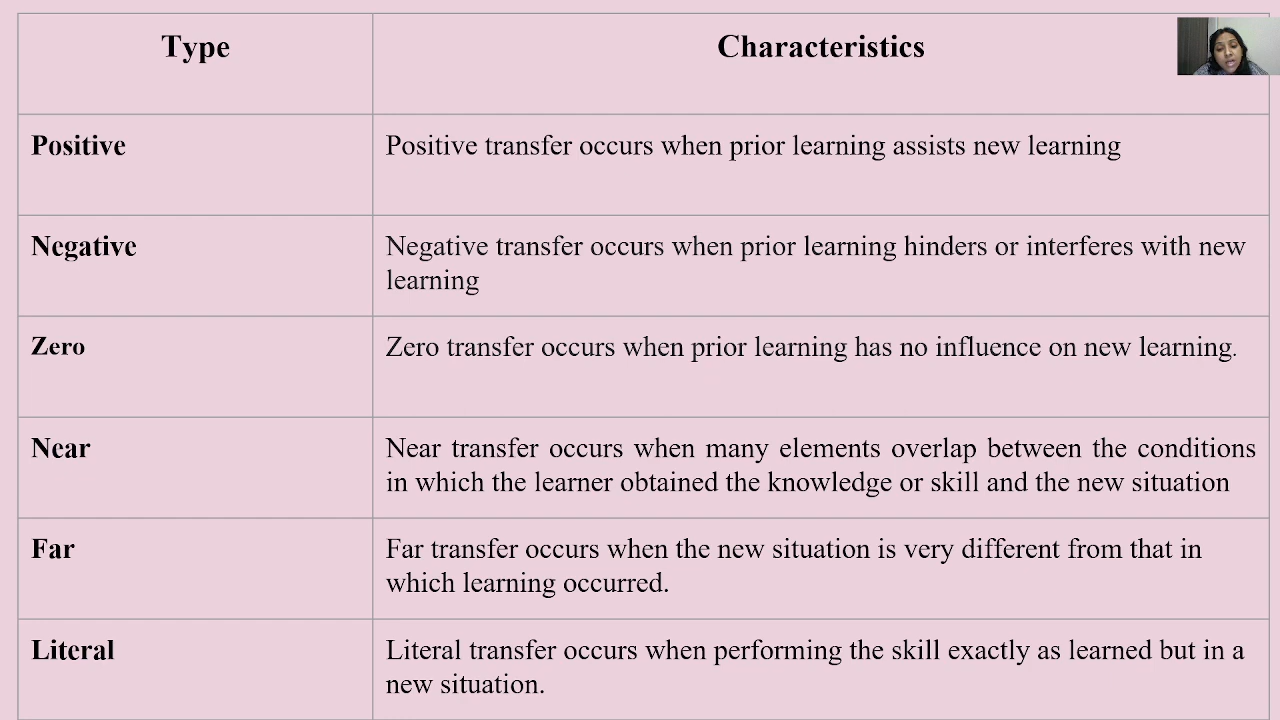 Type
Characteristics
Positive
Positive transfer occurs when prior learning assists new learning
Negative
Negative transfer occurs when prior learning hinders or interferes with new
learning
Zero
Zero transfer occurs when prior learning has no influence on new learning.
Near
Near transfer occurs when many elements overlap between the conditions
in which the learner obtained the knowledge or skill and the new situation
Far
Far transfer occurs when the new situation is very different from that in
which learning occurred.
Literal
Literal transfer occurs when performing the skill exactly as learned but in a
new situation.